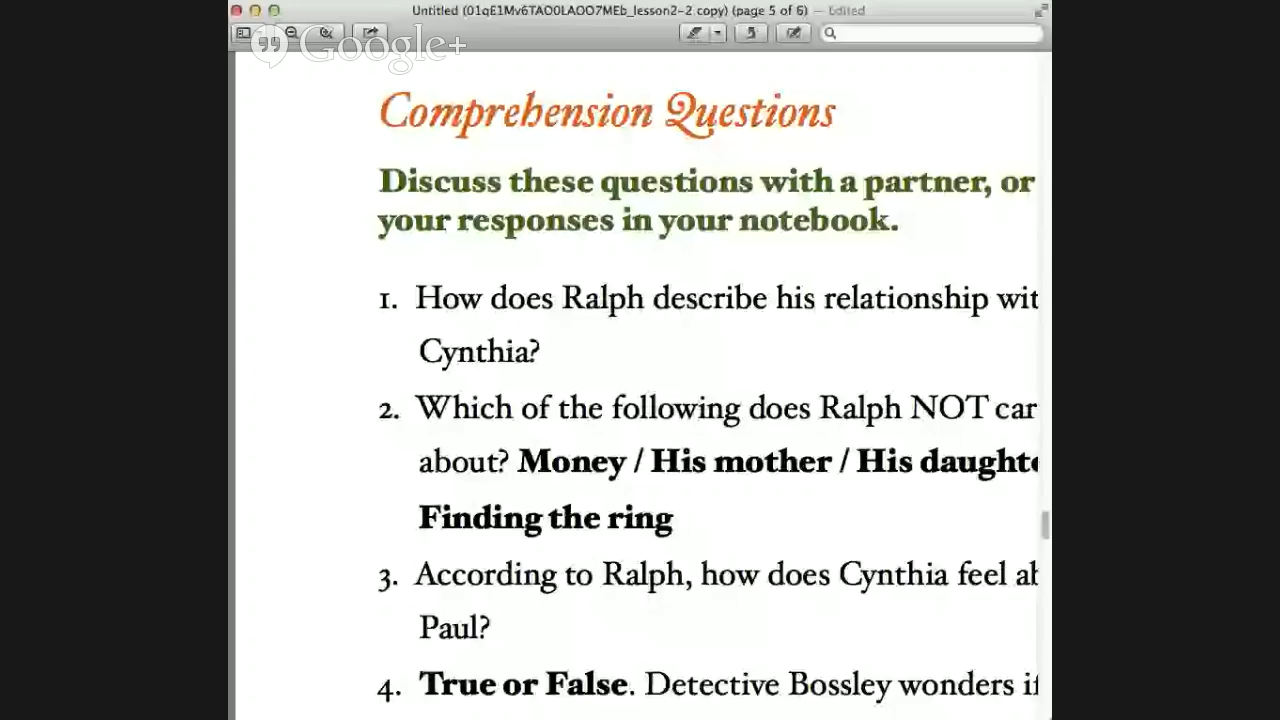 Untitled (01qE1Mv6TAO0LAOO7MEb_lesson2-2 copy) (page 5 of 6) — Edited
Google+
Comprehension Questions
Discuss these questions with a partner, or
your responses in your notebook.
1. How does Ralph describe his relationship wit
Cynthia?
2. Which of the following does Ralph NOT car
about? Money / His mother / His daughte
Finding the ring
3. According to Ralph, how does Cynthia feel ab
Paul?
4. True or False. Detective Bossley wonders if